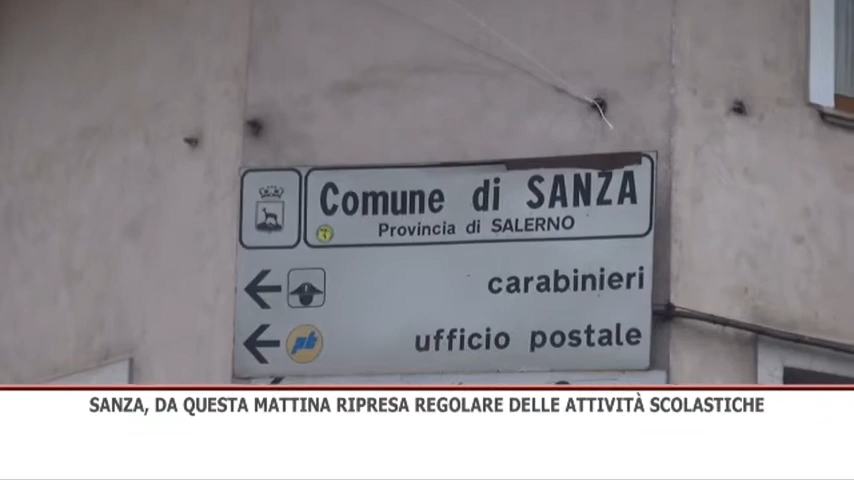 Comune di SANZA
Provincia di SALERNO
carabinieri
ufficio postale
SANZA, DA QUESTA MATTINA RIPRESA REGOLARE DELLE ATTIVITÀ SCOLASTICHE